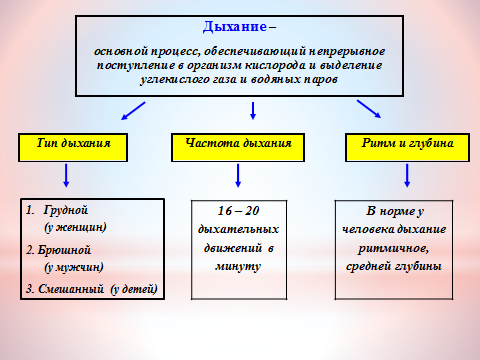 Дыхание –
основной процесс, обеспечивающий непрерывное
поступление в организм кислорода и выделение
углекислого газа и водяных паров
Тип дыхания
Частота дыхания
Ритм и глубина
1. Грудной
(у женщин)
2. Брюшной
(у мужчин)
3. Смешанный (у детей)
16 – 20
дыхательных
движений в
минуту
В норме у
человека дыхание
ритмичное,
средней глубины